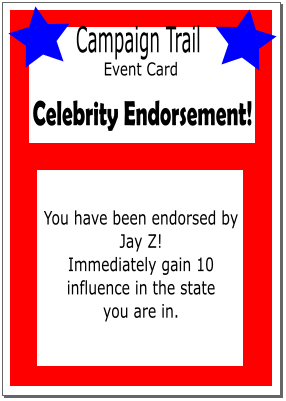 Campaign Trail
Event Card
Celebrity Endorsement!
You have been endorsed by
Jay Z!
Immediately gain 10
influence in the state
you are in.